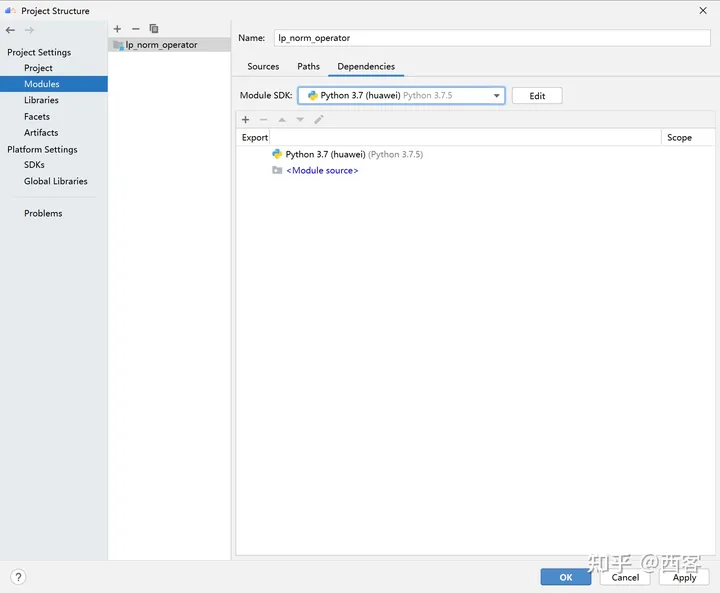 Project Structure
Project Settings
Project
Modules
Libraries
Facets
Artifacts
Platform Settings
SDKs
Global Libraries
Problems
lp_norm_operator
Name: lp_norm_operator
Sources Paths Dependencies
Module SDK: Python 3.7 (huawei) Python 3.7.5 Edit
Export Scope
Python 3.7 (huawei) (Python 3.7.5)
<Module source>
知乎 @西客
? OK Cancel Apply